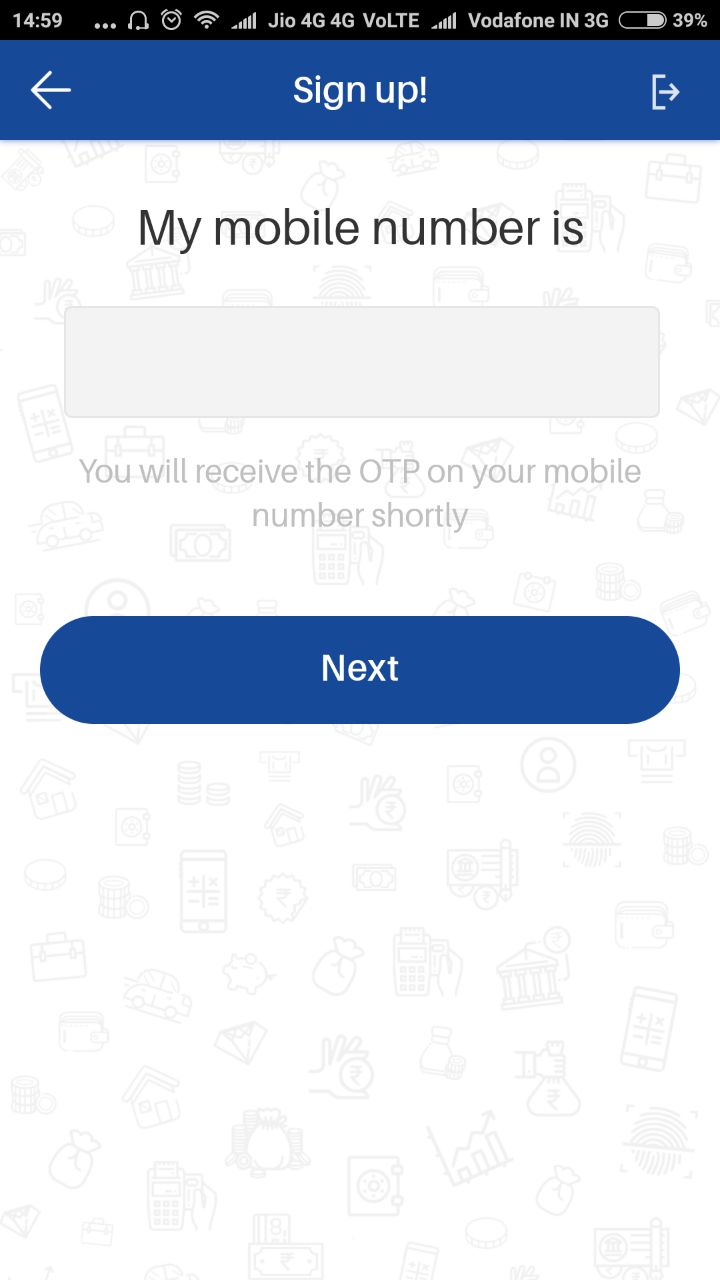 14:59 ... Jio 4G 4G VoLTE Vodafone IN 3G 39%
Sign up!
My mobile number is
You will receive the OTP on your mobile
number shortly
Next